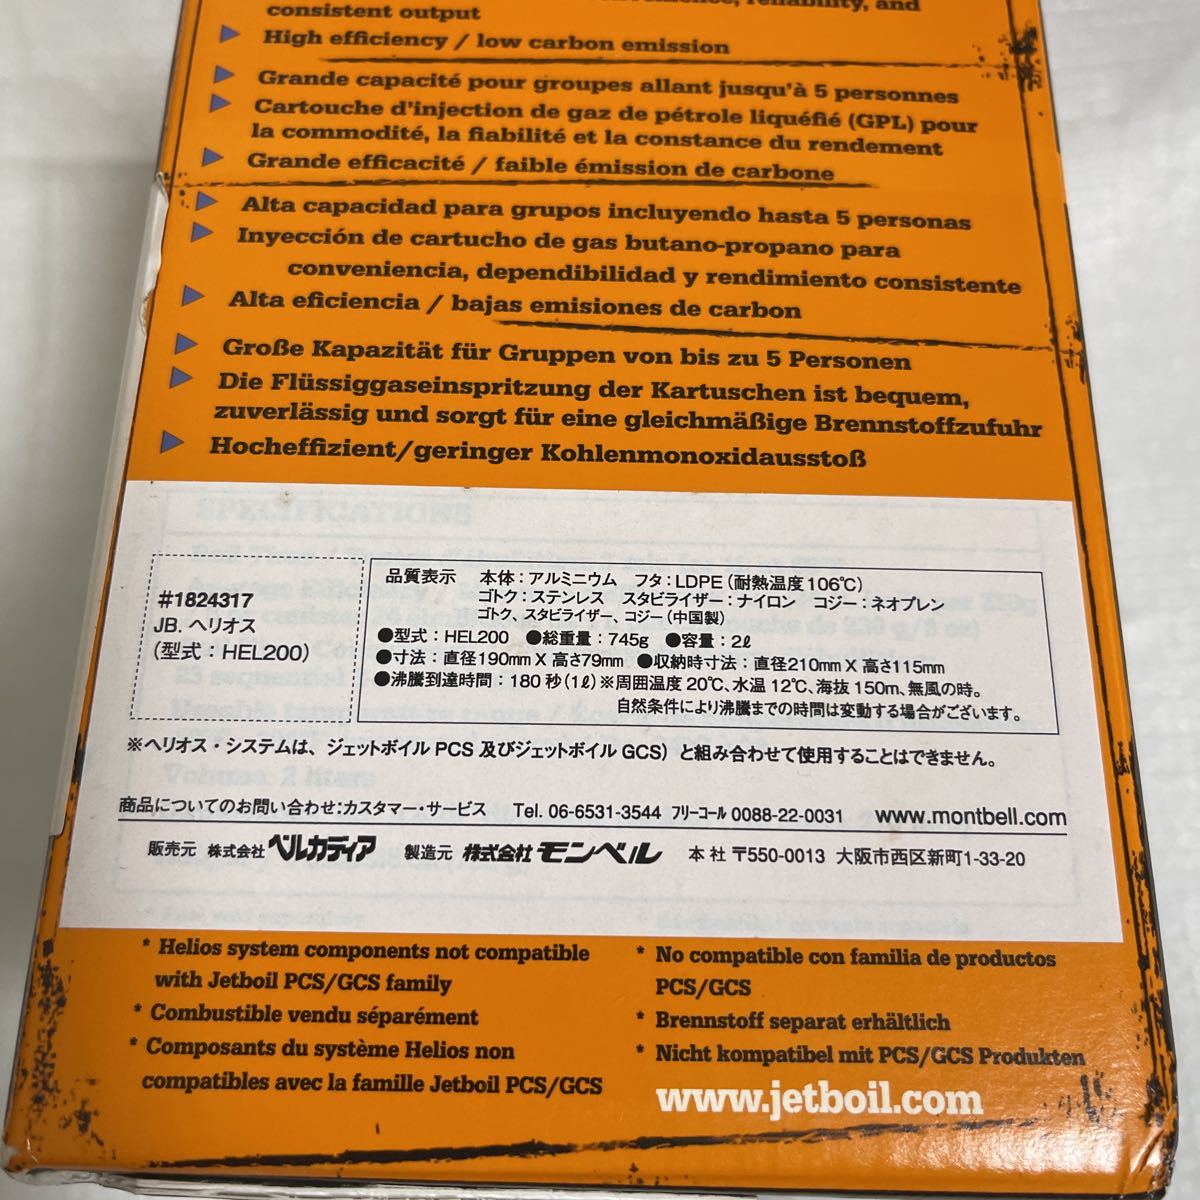 reliability, and
consistent output
High efficiency / low carbon emission
Grande capacité pour groupes allant jusqu'à 5 personnes
Cartouche d'injection de gaz de pétrole liquéfié (GPL) pour
la commodité, la fiabilité et la constance du rendement
Grande efficacité / faible émission de carbone
Alta capacidad para grupos incluyendo hasta 5 personas
Inyección de cartucho de gas butano-propano para
conveniencia, dependibilidad y rendimiento consistente
Alta eficiencia / bajas emisiones de carbon
Große Kapazität für Gruppen von bis zu 5 Personen
Die Flüssiggaseinspritzung der Kartuschen ist bequem,
zuverlässig und sorgt für eine gleichmäßige Brennstoffzufuhr
Hocheffizient/geringer Kohlenmonoxidausstoß
SPECIFICATIONS
#1824317
JB. ヘリオス
(型式：HEL200)
品質表示 本体：アルミニウム フタ：LDPE (耐熱温度106℃)
ゴトク：ステンレス スタビライザー：ナイロン コジー：ネオプレン
ゴトク、スタビライザー、コジー (中国製)
●型式：HEL200 ●総重量：745g ●容量：2ℓ
●寸法：直径190mm X 高さ79mm ●収納時寸法：直径210mm X 高さ115mm
●沸騰到達時間：180秒(1ℓ) ※周囲温度20℃、水温12℃、海抜150m、無風の時。
自然条件により沸騰までの時間は変動する場合がございます。
※ヘリオス・システムは、ジェットボイルPCS及びジェットボイルGCS) と組み合わせて使用することはできません。
Volume: 2 liters
商品についてのお問い合わせ：カスタマー・サービス Tel. 06-6531-3544 フリーコール 0088-22-0031 www.montbell.com
販売元 株式会社 ベルカディア 製造元 株式会社 モンベル 本社 〒550-0013 大阪市西区新町1-33-20
* Helios system components not compatible
with Jetboil PCS/GCS family
* Combustible vendu séparément
* Composants du système Helios non
compatibles avec la famille Jetboil PCS/GCS
* No compatible con familia de productos
PCS/GCS
* Brennstoff separat erhältlich
* Nicht kompatibel mit PCS/GCS Produkten
www.jetboil.com